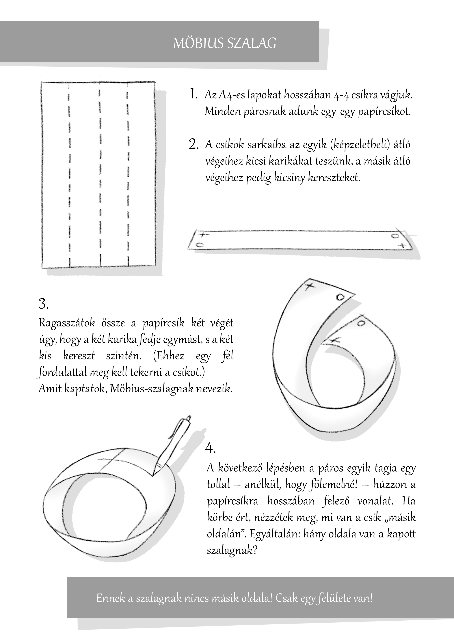 MÖBIUS SZALAG
1. Az A4-es lapokat hosszában 4-4 csíkra vágjuk.
Minden párosnak adunk egy-egy papírcsíkot.
2. A csíkok sarkaiba az egyik (képzeletbeli) átló
végeihez kicsi karikákat teszünk, a másik átló
végeihez pedig kicsiny kereszteket.
3.
Ragasszátok össze a papírcsík két végét
úgy, hogy a két karika fedje egymást, s a két
kis kereszt szintén. (Ehhez egy fél
fordulattal meg kell tekerni a csíkot.)
Amit kaptatok, Möbius-szalagnak nevezik.
4.
A következő lépésben a páros egyik tagja egy
tollal – anélkül, hogy fölemelné! – húzzon a
papírcsíkra hosszában felező vonalat. Ha
körbe ért, nézzétek meg, mi van a csík „másik
oldalán”. Egyáltalán: hány oldala van a kapott
szalagnak?
Ennek a szalagnak nincs másik oldala! Csak egy felülete van!